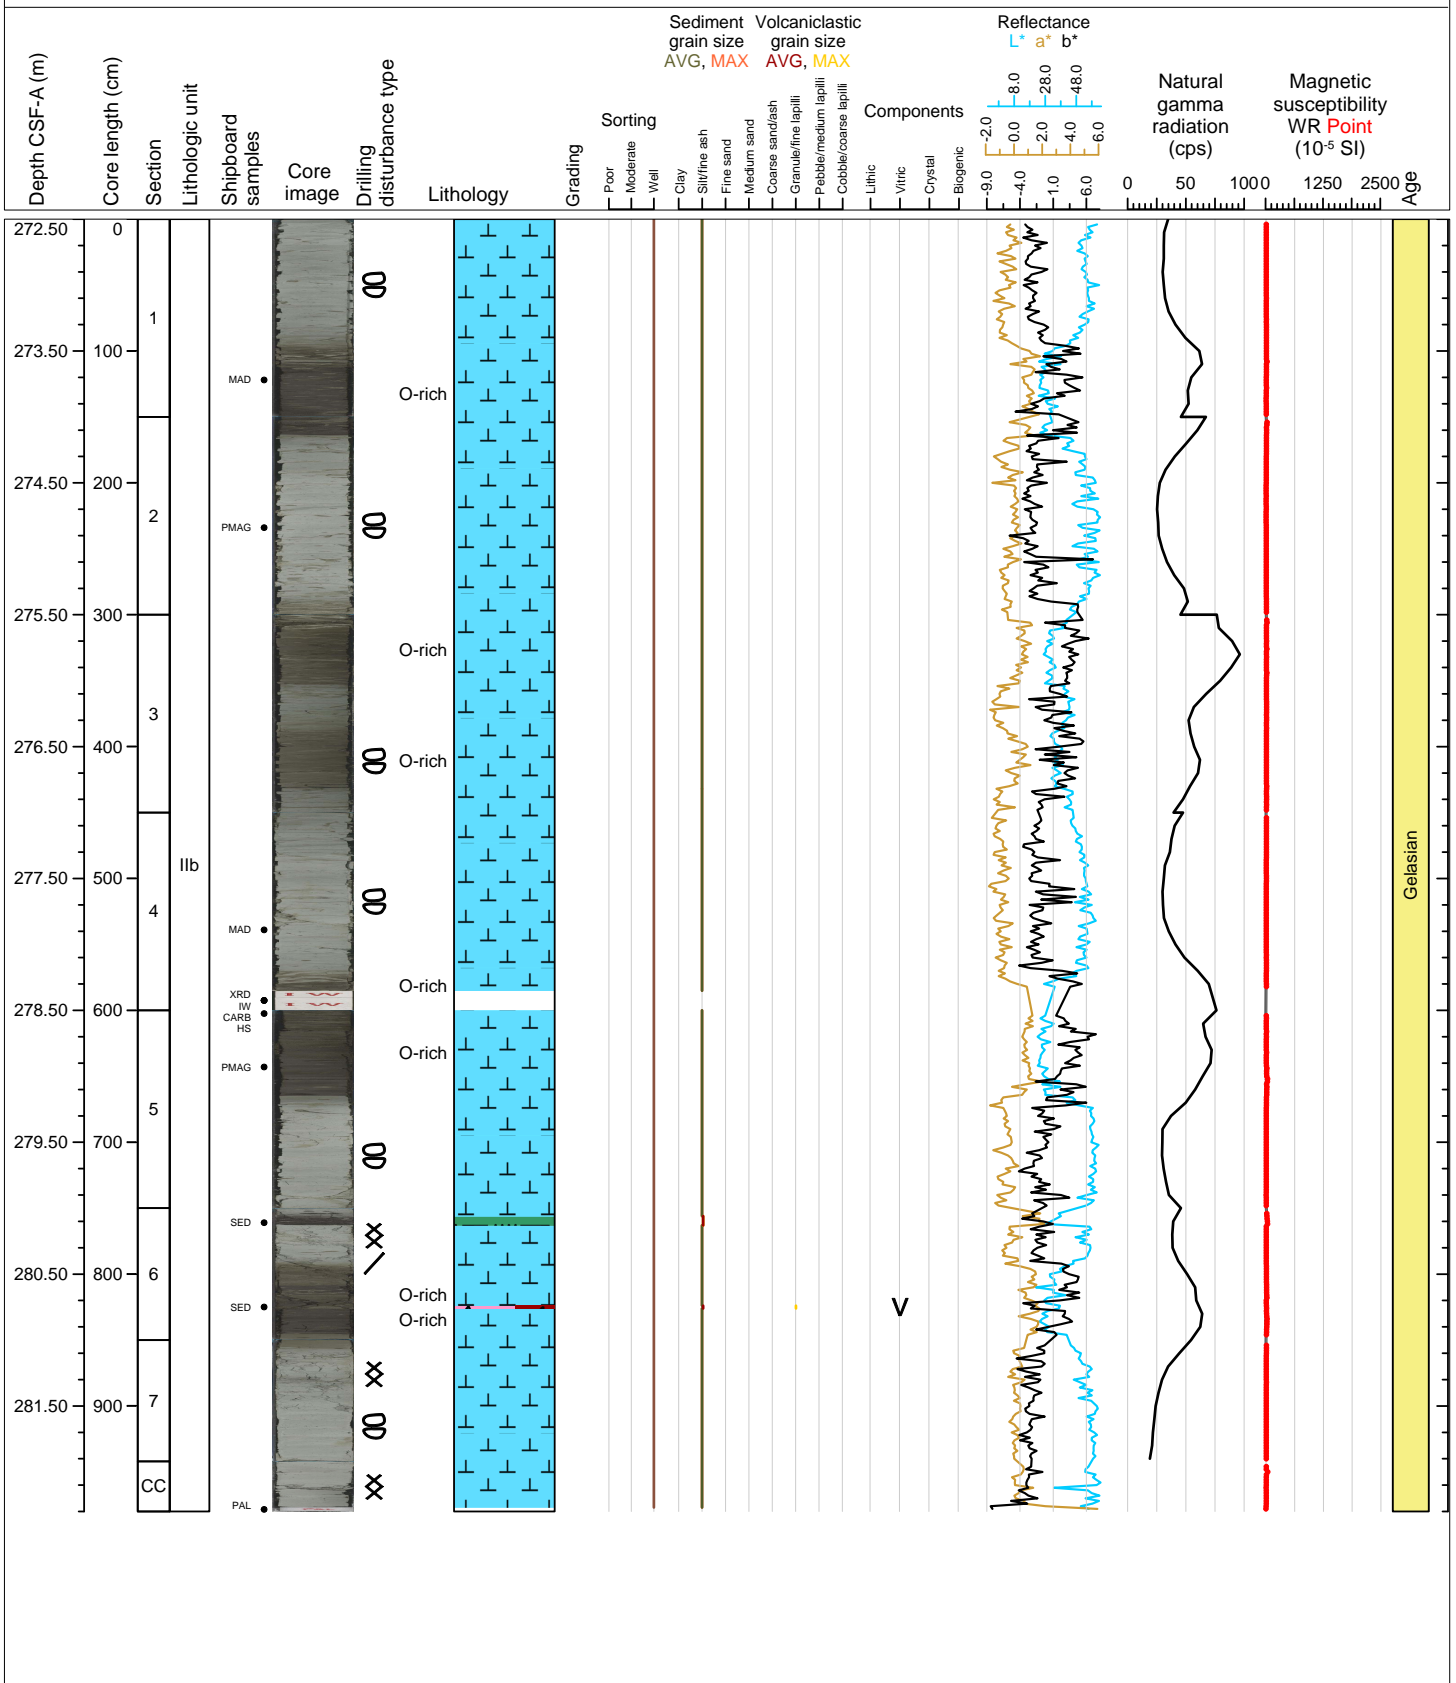 Depth CSF-A (m)
Core length (cm)
Section
Lithologic unit
Shipboard samples
Core image
Drilling disturbance type
Lithology
Grading
Sorting
Poor
Moderate
Well
Sediment grain size
AVG, MAX
Volcaniclastic grain size
AVG, MAX
Clay
Silt/fine ash
Fine sand
Medium sand
Coarse sand/ash
Granule/fine lapilli
Pebble/medium lapilli
Cobble/coarse lapilli
Components
Lithic
Vitric
Crystal
Biogenic
Reflectance
L* a* b*
8.0 28.0 48.0
-2.0 0.0 2.0 4.0 6.0
-9.0 -4.0 1.0 6.0
Natural gamma radiation (cps)
0 50 100
Magnetic susceptibility
WR Point
(10⁻⁵ SI)
0 1250 2500
Age
272.50 0
1
273.50 100
MAD
O-rich
274.50 200
2
PMAG
275.50 300
O-rich
3
276.50 400
O-rich
IIb
277.50 500
Gelasian
4
MAD
O-rich
XRD
IW
IW
IW
278.50 600
CARB
HS
O-rich
PMAG
5
279.50 700
SED
280.50 800
6
O-rich
SED
V
O-rich
7
281.50 900
CC
PAL